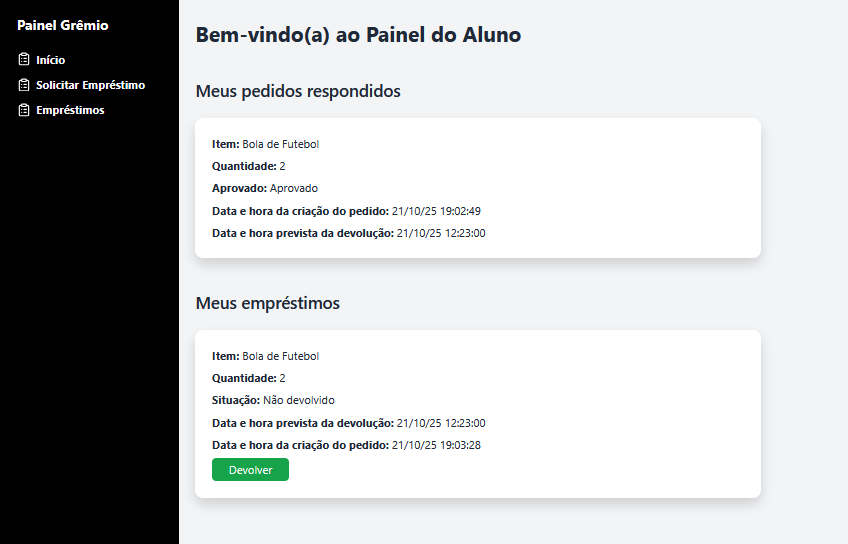 Painel Grêmio
Início
Solicitar Empréstimo
Empréstimos
Bem-vindo(a) ao Painel do Aluno
Meus pedidos respondidos
Item: Bola de Futebol
Quantidade: 2
Aprovado: Aprovado
Data e hora da criação do pedido: 21/10/25 19:02:49
Data e hora prevista da devolução: 21/10/25 12:23:00
Meus empréstimos
Item: Bola de Futebol
Quantidade: 2
Situação: Não devolvido
Data e hora prevista da devolução: 21/10/25 12:23:00
Data e hora da criação do pedido: 21/10/25 19:03:28
Devolver